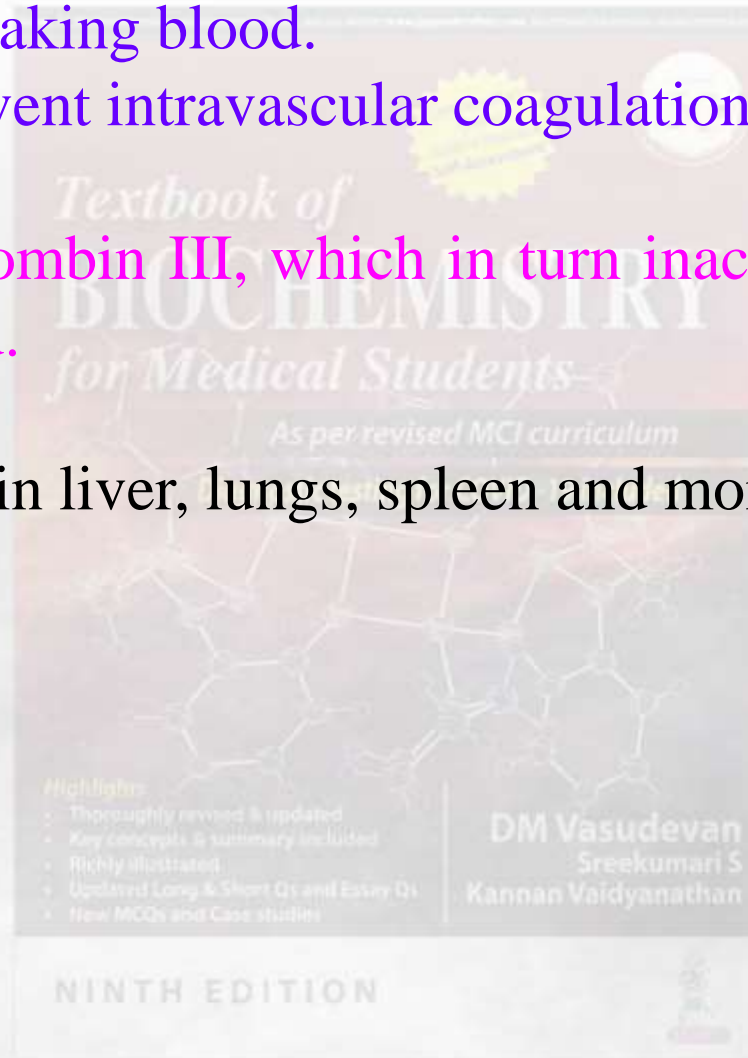 aking blood.
vent intravascular coagulation
Textbook of
ombin III, which in turn inac
BIOCHEMISTRY
.
for Medical Students
As per revised MCI curriculum
in liver, lungs, spleen and mo
Highlights
• Thoroughly revised & updated
• Key concepts & summary included
• Richly illustrated
• Updated Long & Short Qs and Essay Qs
• New MCQs and Case studies
DM Vasudevan
Sreekumari S
Kannan Vaidyanathan
NINTH EDITION